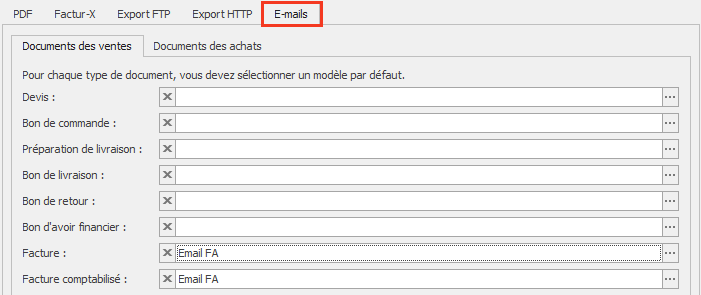 PDF Factur-X Export FTP Export HTTP E-mails
Documents des ventes Documents des achats
Pour chaque type de document, vous devez sélectionner un modèle par défaut.
Devis :
Bon de commande :
Préparation de livraison :
Bon de livraison :
Bon de retour :
Bon d'avoir financier :
Facture : Email FA
Facture comptabilisé : Email FA